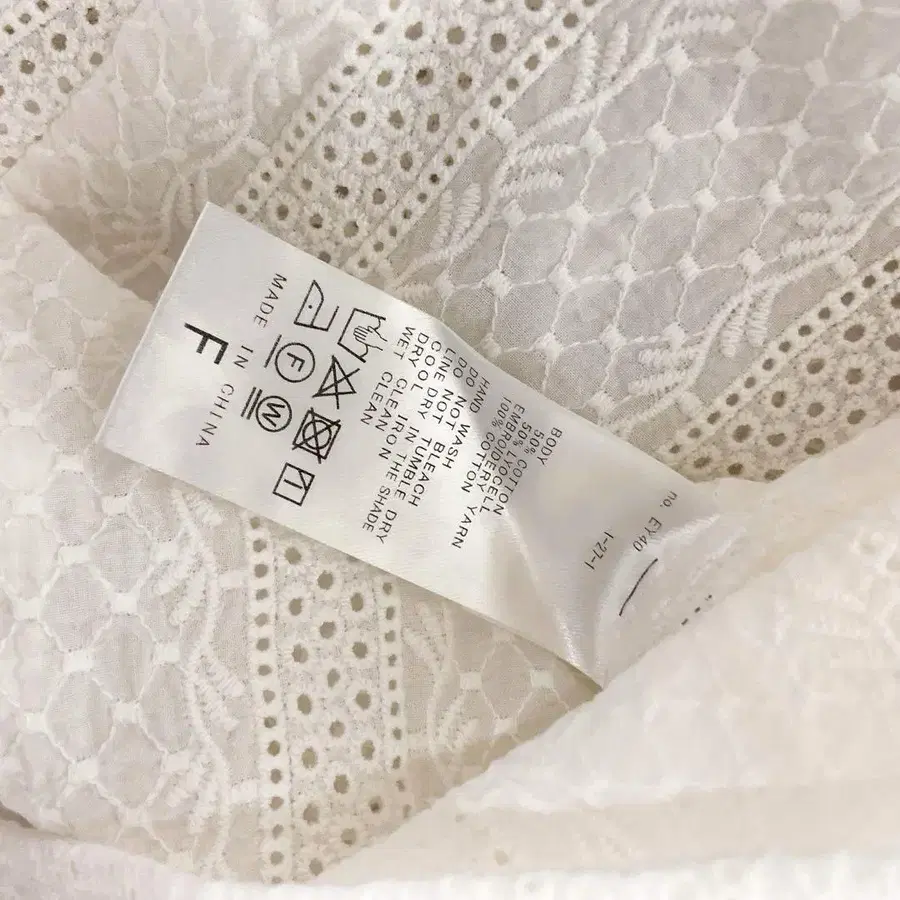 no. EY40
1-27-1
BODY
50% COTTON
50% LYOCELL
EMBROIDERY
100% COTTON YARN
HAND WASH
DO NOT BLEACH
DO NOT TUMBLE DRY
LINE DRY IN THE SHADE
COOL IRON
DRY CLEAN
WET CLEAN
F W
MADE IN CHINA
F